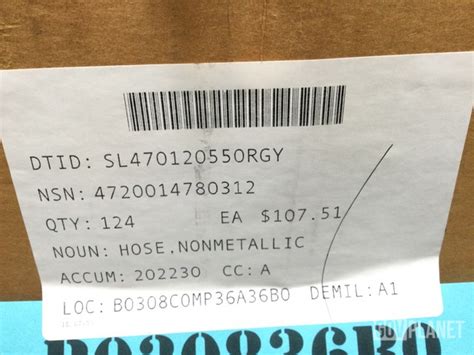 DTID: SL470120550RGY
NSN: 4720014780312
QTY: 124 EA $107.51
NOUN: HOSE,NONMETALLIC
ACCUM: 202230 CC: A
LOC: B0308COMP36A36B0 DEMIL: A1
GOVPLANET